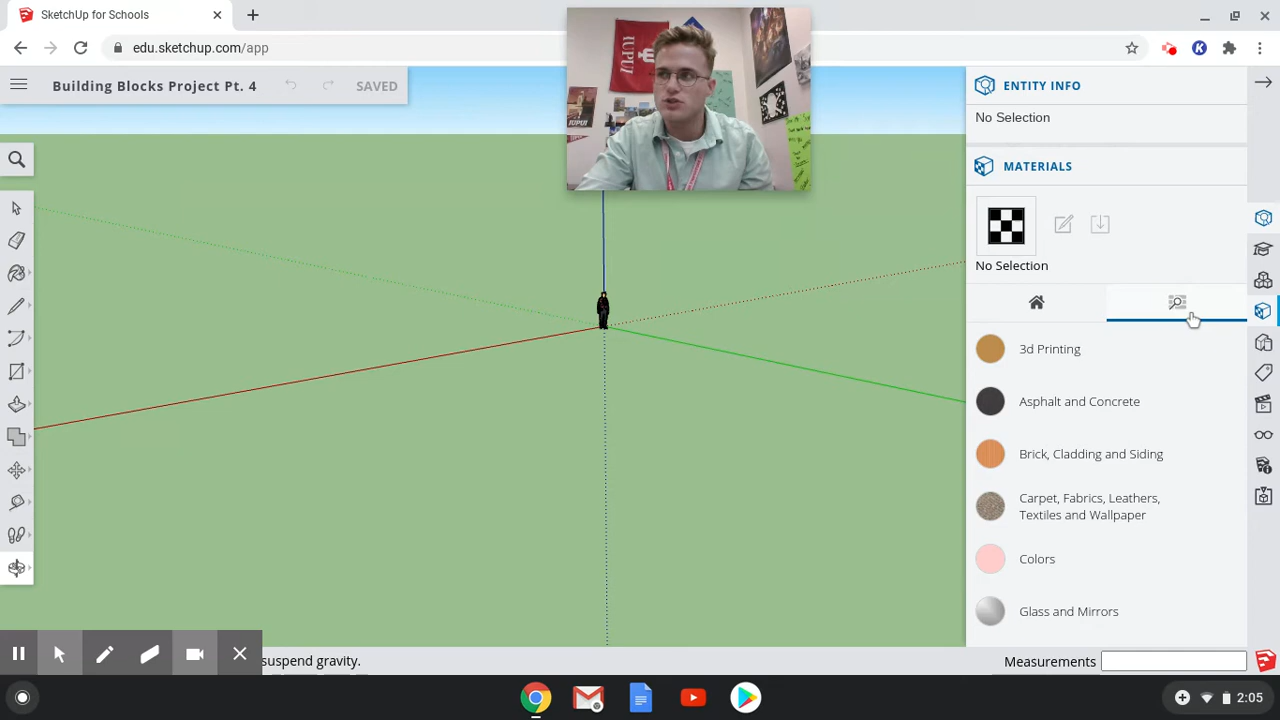 SketchUp for Schools
edu.sketchup.com/app
Building Blocks Project Pt. 4
SAVED
IUPUI
IUPUI
ENTITY INFO
No Selection
MATERIALS
No Selection
3d Printing
Asphalt and Concrete
Brick, Cladding and Siding
Carpet, Fabrics, Leathers,
Textiles and Wallpaper
Colors
Glass and Mirrors
suspend gravity.
Measurements
2:05